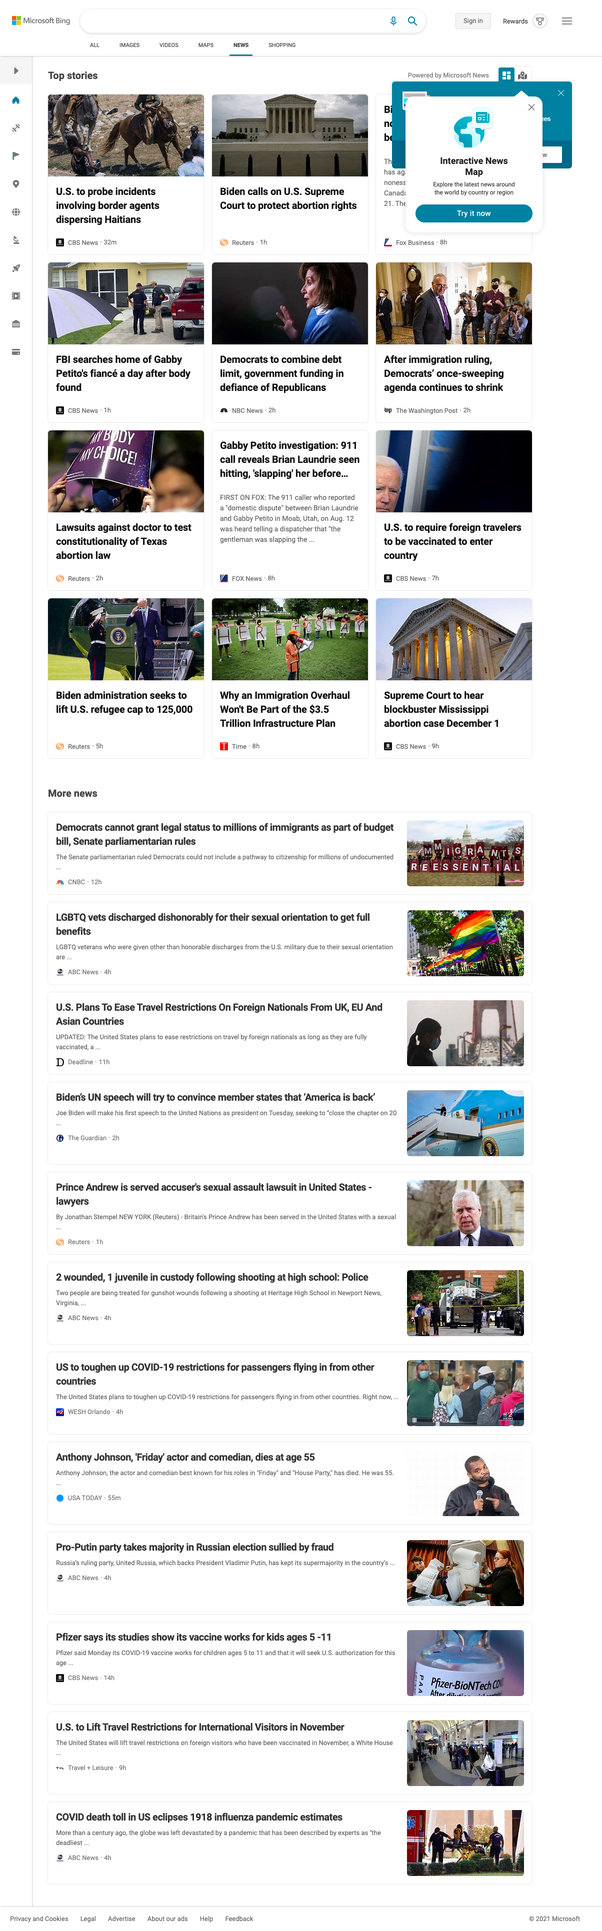 Microsoft Bing
Sign in
Rewards
ALL
IMAGES
VIDEOS
MAPS
NEWS
SHOPPING
Top stories
Powered by Microsoft News
Interactive News
Map
Explore the latest news around
the world by country or region
Try it now
U.S. to probe incidents
involving border agents
dispersing Haitians
CBS News · 32m
Biden calls on U.S. Supreme
Court to protect abortion rights
Reuters · 1h
Fox Business · 8h
FBI searches home of Gabby
Petito's fiancé a day after body
found
CBS News · 1h
Democrats to combine debt
limit, government funding in
defiance of Republicans
NBC News · 2h
After immigration ruling,
Democrats' once-sweeping
agenda continues to shrink
The Washington Post · 2h
MY BODY
MY CHOICE!
Lawsuits against doctor to test
constitutionality of Texas
abortion law
Reuters · 2h
Gabby Petito investigation: 911
call reveals Brian Laundrie seen
hitting, 'slapping' her before...
FIRST ON FOX: The 911 caller who reported
a "domestic dispute" between Brian Laundrie
and Gabby Petito in Moab, Utah, on Aug. 12
was heard telling a dispatcher that "the
gentleman was slapping the ...
FOX News · 8h
U.S. to require foreign travelers
to be vaccinated to enter
country
CBS News · 7h
Biden administration seeks to
lift U.S. refugee cap to 125,000
Reuters · 5h
Why an Immigration Overhaul
Won't Be Part of the $3.5
Trillion Infrastructure Plan
Time · 8h
Supreme Court to hear
blockbuster Mississippi
abortion case December 1
CBS News · 9h
More news
Democrats cannot grant legal status to millions of immigrants as part of budget
bill, Senate parliamentarian rules
The Senate parliamentarian ruled Democrats could not include a pathway to citizenship for millions of undocumented
...
CNBC · 12h
LGBTQ vets discharged dishonorably for their sexual orientation to get full
benefits
LGBTQ veterans who were given other than honorable discharges from the U.S. military due to their sexual orientation
are ...
ABC News · 4h
U.S. Plans To Ease Travel Restrictions On Foreign Nationals From UK, EU And
Asian Countries
UPDATED: The United States plans to ease restrictions on travel by foreign nationals as long as they are fully
vaccinated, a ...
Deadline · 11h
Biden's UN speech will try to convince member states that 'America is back'
Joe Biden will make his first speech to the United Nations as president on Tuesday, seeking to "close the chapter on 20
...
The Guardian · 2h
Prince Andrew is served accuser's sexual assault lawsuit in United States -
lawyers
By Jonathan Stempel NEW YORK (Reuters) - Britain's Prince Andrew has been served in the United States with a sexual
...
Reuters · 1h
2 wounded, 1 juvenile in custody following shooting at high school: Police
Two people are being treated for gunshot wounds following a shooting at Heritage High School in Newport News,
Virginia, ...
ABC News · 4h
US to toughen up COVID-19 restrictions for passengers flying in from other
countries
The United States plans to toughen up COVID-19 restrictions for passengers flying in from other countries. Right now, ...
WESH Orlando · 4h
Anthony Johnson, 'Friday' actor and comedian, dies at age 55
Anthony Johnson, the actor and comedian best known for his roles in "Friday" and "House Party," has died. He was 55.
...
USA TODAY · 55m
Pro-Putin party takes majority in Russian election sullied by fraud
Russia's ruling party, United Russia, which backs President Vladimir Putin, has kept its supermajority in the country's ...
ABC News · 4h
Pfizer says its studies show its vaccine works for kids ages 5 -11
Pfizer said Monday its COVID-19 vaccine works for children ages 5 to 11 and that it will seek U.S. authorization for this
age ...
CBS News · 14h
Pfizer-BioNTech
U.S. to Lift Travel Restrictions for International Visitors in November
The United States will lift travel restrictions on foreign visitors who have been vaccinated in November, a White House
...
Travel + Leisure · 9h
COVID death toll in US eclipses 1918 influenza pandemic estimates
More than a century ago, the globe was left devastated by a pandemic that has been described by experts as "the
deadliest ...
ABC News · 4h
Privacy and Cookies
Legal
Advertise
About our ads
Help
Feedback
© 2021 Microsoft